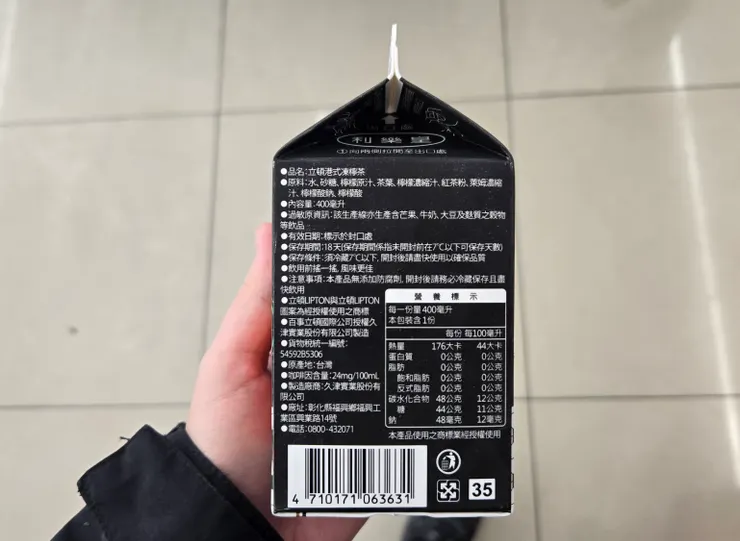 利樂皇
①向兩側拉開至出口處
●品名:立頓港式凍檸茶
●原料:水、砂糖、檸檬原汁、茶葉、檸檬濃縮汁、紅茶粉、萊姆濃縮
汁、檸檬酸鈉、檸檬酸
●內容量:400毫升
●過敏原資訊:該生產線亦生產含芒果、牛奶、大豆及麩質之穀物
等飲品
●有效日期:標示於封口處
●保存期間:18天(保存期間係指未開封前在7℃以下可保存天數)
●保存條件:須冷藏7℃以下,開封後請盡快使用以確保品質
●飲用前搖一搖,風味更佳
●注意事項:本產品無添加防腐劑,開封後請務必冷藏保存且盡
快飲用
●立頓LIPTON與立頓LIPTON
圖案為經授權使用之商標
●百事立頓國際公司授權久
津實業股份有限公司製造
●貨物稅統一編號:
54592B5306
●原產地:台灣
●咖啡因含量:24mg/100mL
●製造廠商:久津實業股份有
限公司
●廠址:彰化縣福興鄉福興工
業區興業路14號
●電話:0800-432071
營養標示
每一份量400毫升
本包裝含1份
每份 每100毫升
熱量 176大卡 44大卡
蛋白質 0公克 0公克
脂肪 0公克 0公克
飽和脂肪 0公克 0公克
反式脂肪 0公克 0公克
碳水化合物 48公克 12公克
糖 44公克 11公克
鈉 48毫克 12毫克
本產品使用之商標業經授權使用
4 710171 063631
35